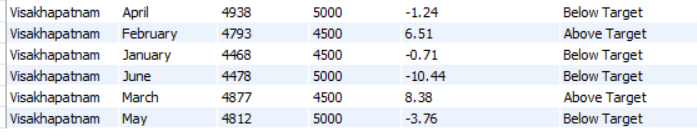 Visakhapatnam April 4938 5000 -1.24 Below Target
Visakhapatnam February 4793 4500 6.51 Above Target
Visakhapatnam January 4468 4500 -0.71 Below Target
Visakhapatnam June 4478 5000 -10.44 Below Target
Visakhapatnam March 4877 4500 8.38 Above Target
Visakhapatnam May 4812 5000 -3.76 Below Target